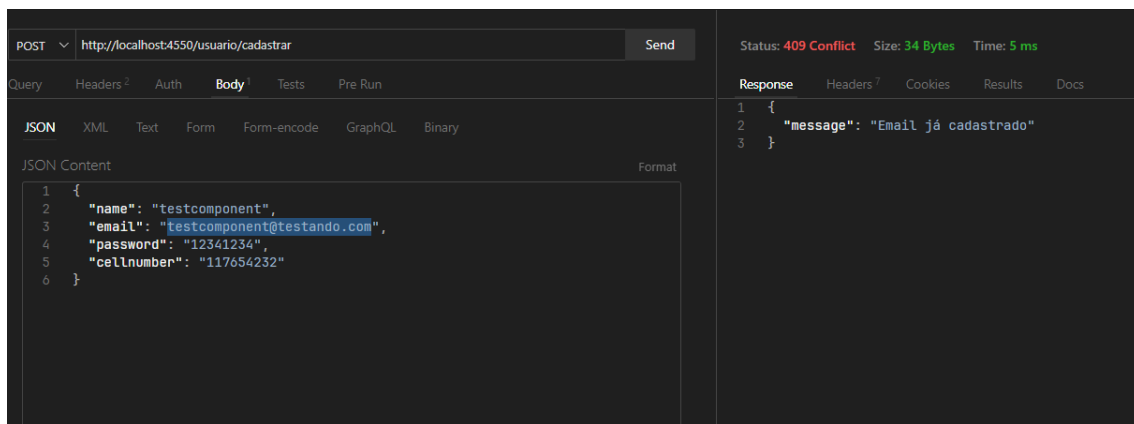 POST http://localhost:4550/usuario/cadastrar Send
Query Headers 2 Auth Body 1 Tests Pre Run
JSON XML Text Form Form-encode GraphQL Binary
JSON Content Format
1 {
2 "name": "testcomponent",
3 "email": "testcomponent@testando.com",
4 "password": "12341234",
5 "cellnumber": "117654232"
6 }
Status: 409 Conflict Size: 34 Bytes Time: 5 ms
Response Headers 7 Cookies Results Docs
1 {
2 "message": "Email já cadastrado"
3 }